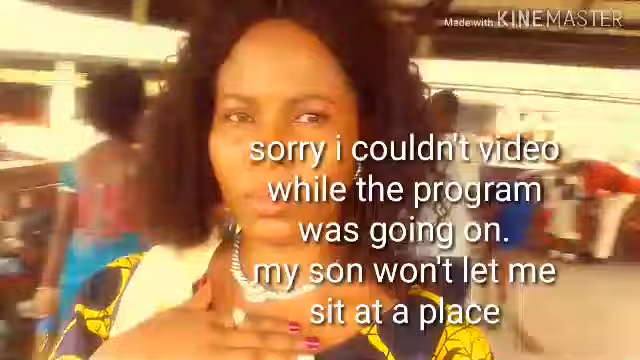 Made with KINEMASTER
sorry i couldn't video
while the program
was going on.
my son won't let me
sit at a place